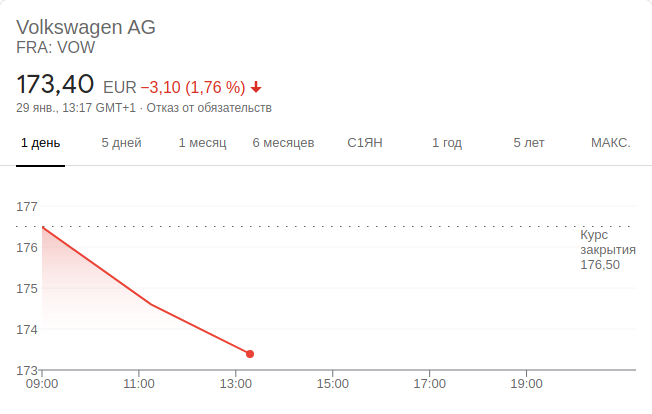 Volkswagen AG
FRA: VOW
173,40 EUR −3,10 (1,76 %)
29 янв., 13:17 GMT+1 · Отказ от обязательств
1 день 5 дней 1 месяц 6 месяцев С1ЯН 1 год 5 лет МАКС.
177
176
175
174
173
Курс
закрытия
176,50
09:00 11:00 13:00 15:00 17:00 19:00